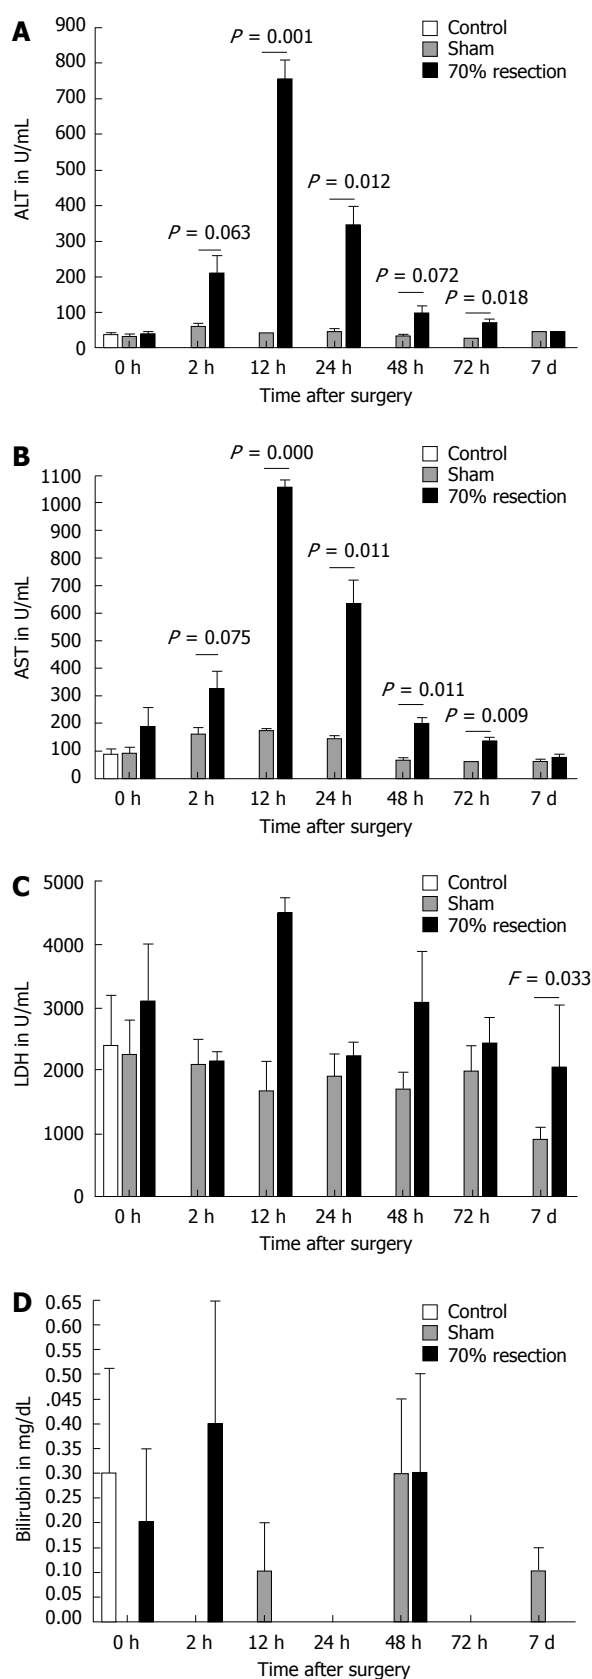 A
Control
Sham
70% resection
ALT in U/mL
900
800
700
600
500
400
300
200
100
0
P = 0.063
P = 0.001
P = 0.012
P = 0.072
P = 0.018
0 h 2 h 12 h 24 h 48 h 72 h 7 d
Time after surgery
B
Control
Sham
70% resection
AST in U/mL
1100
1000
900
800
700
600
500
400
300
200
100
0
P = 0.075
P = 0.000
P = 0.011
P = 0.011
P = 0.009
0 h 2 h 12 h 24 h 48 h 72 h 7 d
Time after surgery
C
Control
Sham
70% resection
LDH in U/mL
5000
4000
3000
2000
1000
0
F = 0.033
0 h 2 h 12 h 24 h 48 h 72 h 7 d
Time after surgery
D
Control
Sham
70% resection
Bilirubin in mg/dL
0.65
0.60
0.55
0.50
.045
0.40
0.35
0.30
0.25
0.20
0.15
0.10
0.05
0.00
0 h 2 h 12 h 24 h 48 h 72 h 7 d
Time after surgery